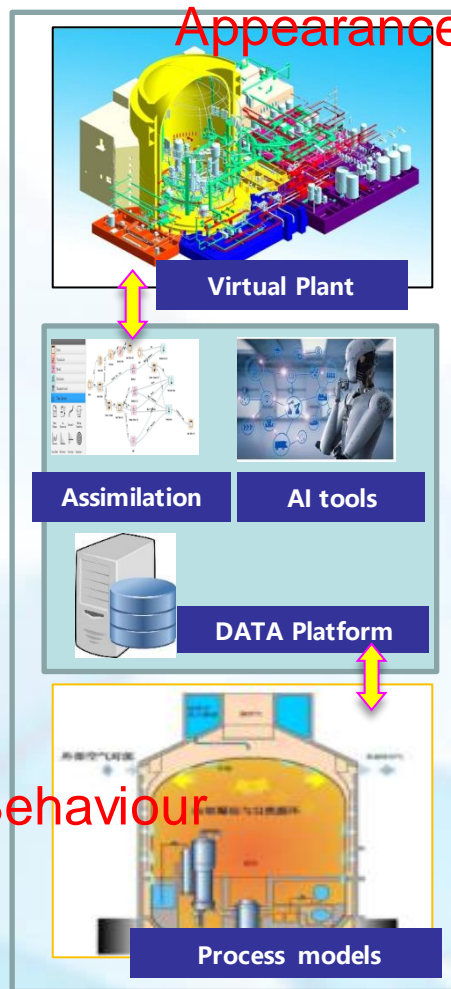 Appearance
Virtual Plant
Assimilation
AI tools
DATA Platform
Behaviour
Process models